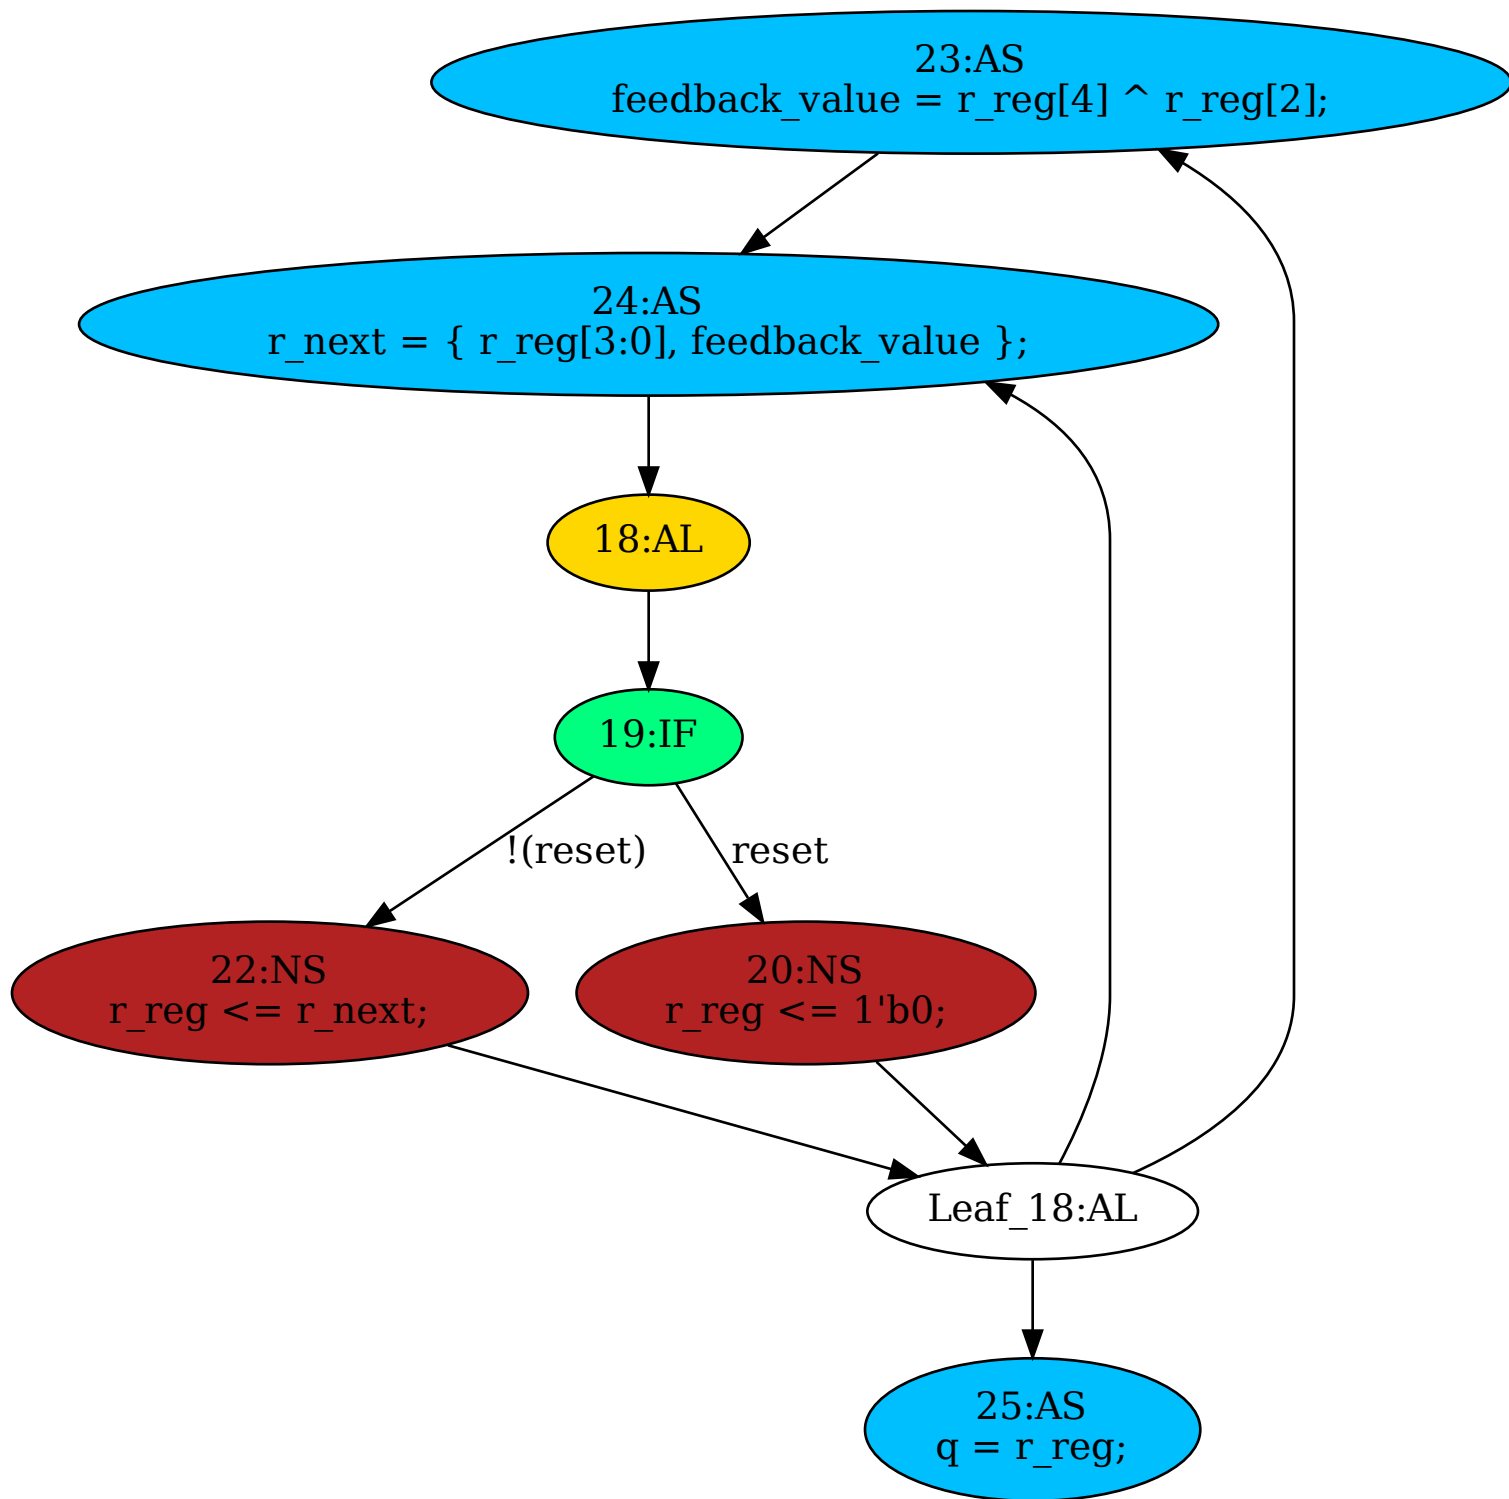 23:AS
feedback_value = r_reg[4] ^ r_reg[2];
24:AS
r_next = { r_reg[3:0], feedback_value };
18:AL
19:IF
!(reset)
reset
22:NS
r_reg <= r_next;
20:NS
r_reg <= 1'b0;
Leaf_18:AL
25:AS
q = r_reg;